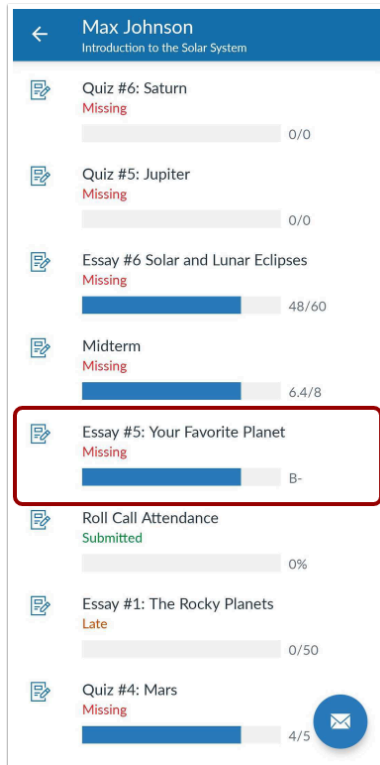 Max Johnson
Introduction to the Solar System
Quiz #6: Saturn
Missing
0/0
Quiz #5: Jupiter
Missing
0/0
Essay #6 Solar and Lunar Eclipses
Missing
48/60
Midterm
Missing
6.4/8
Essay #5: Your Favorite Planet
Missing
B-
Roll Call Attendance
Submitted
0%
Essay #1: The Rocky Planets
Late
0/50
Quiz #4: Mars
Missing
4/5